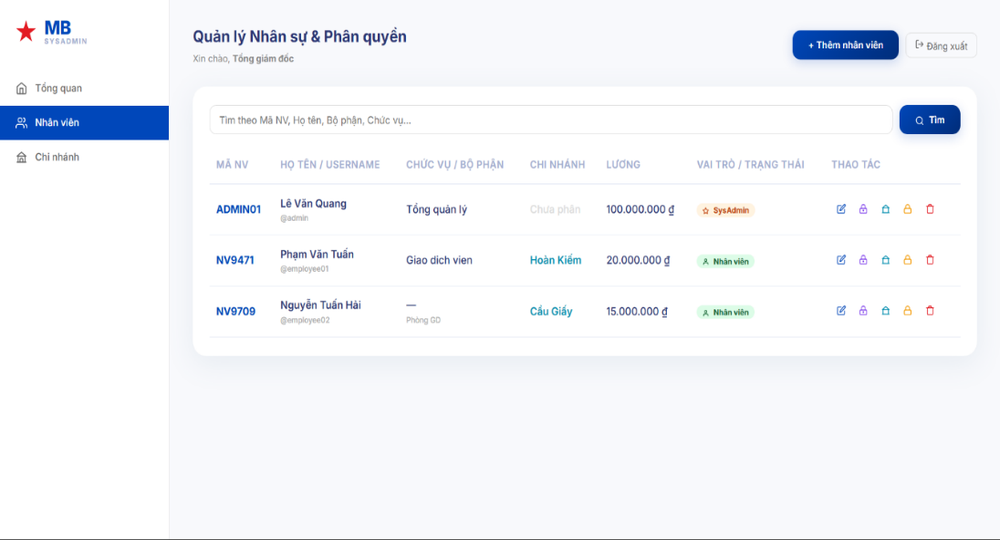 MB
SYSADMIN
Tổng quan
Nhân viên
Chi nhánh
Quản lý Nhân sự & Phân quyền
Xin chào, Tổng giám đốc
+ Thêm nhân viên
Đăng xuất
Tìm theo Mã NV, Họ tên, Bộ phận, Chức vụ...
Tìm
MÃ NV HỌ TÊN / USERNAME CHỨC VỤ / BỘ PHẬN CHI NHÁNH LƯƠNG VAI TRÒ / TRẠNG THÁI THAO TÁC
ADMIN01 Lê Văn Quang Tổng quản lý Chưa phân 100.000.000 ₫ SysAdmin
@admin
NV9471 Phạm Văn Tuấn Giao dich vien Hoàn Kiếm 20.000.000 ₫ Nhân viên
@employee01
NV9709 Nguyễn Tuấn Hải — Cầu Giấy 15.000.000 ₫ Nhân viên
@employee02 Phòng GD